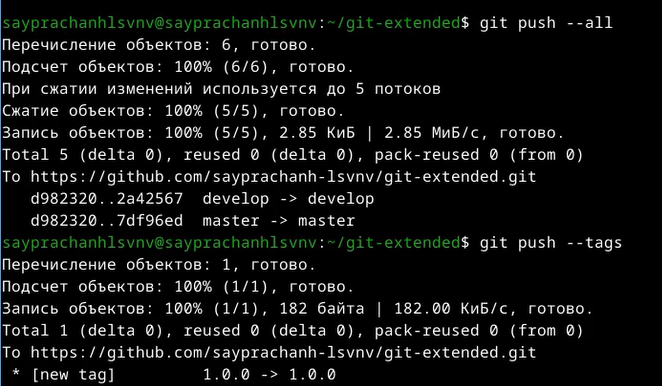 sayprachanhlsvnv@sayprachanhlsvnv:~/git-extended$ git push --all
Перечисление объектов: 6, готово.
Подсчет объектов: 100% (6/6), готово.
При сжатии изменений используется до 5 потоков
Сжатие объектов: 100% (5/5), готово.
Запись объектов: 100% (5/5), 2.85 КиБ | 2.85 МиБ/с, готово.
Total 5 (delta 0), reused 0 (delta 0), pack-reused 0 (from 0)
To https://github.com/sayprachanh-lsvnv/git-extended.git
   d982320..2a42567  develop -> develop
   d982320..7df96ed  master -> master
sayprachanhlsvnv@sayprachanhlsvnv:~/git-extended$ git push --tags
Перечисление объектов: 1, готово.
Подсчет объектов: 100% (1/1), готово.
Запись объектов: 100% (1/1), 182 байта | 182.00 КиБ/с, готово.
Total 1 (delta 0), reused 0 (delta 0), pack-reused 0 (from 0)
To https://github.com/sayprachanh-lsvnv/git-extended.git
 * [new tag]         1.0.0 -> 1.0.0